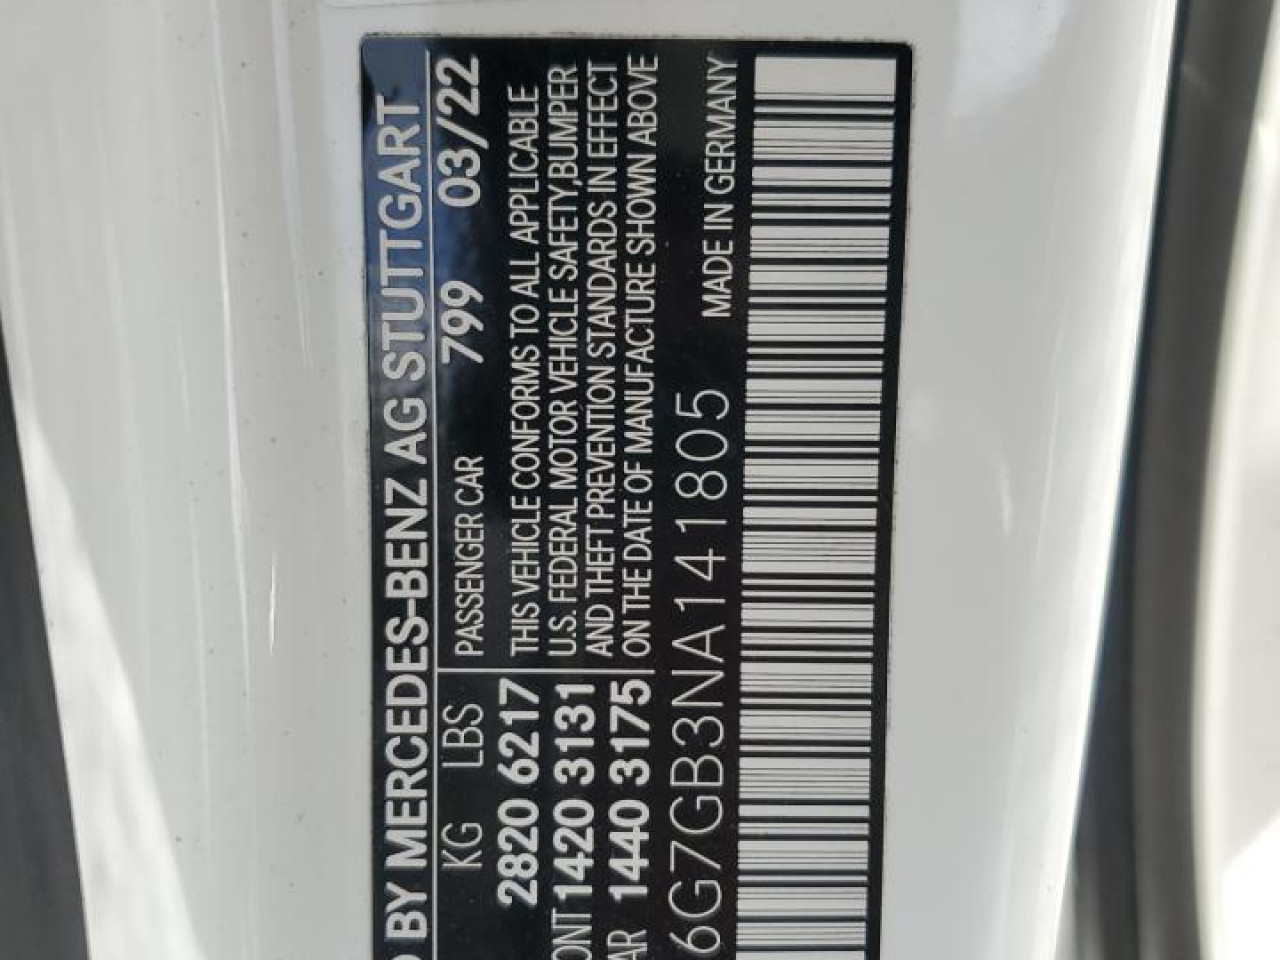 BY MERCEDES-BENZ AG STUTTGART
KG LBS PASSENGER CAR 799 03/22
2820 6217
1420 3131
1440 3175
THIS VEHICLE CONFORMS TO ALL APPLICABLE
U.S. FEDERAL MOTOR VEHICLE SAFETY,BUMPER
AND THEFT PREVENTION STANDARDS IN EFFECT
ON THE DATE OF MANUFACTURE SHOWN ABOVE
6G7GB3NA141805 MADE IN GERMANY